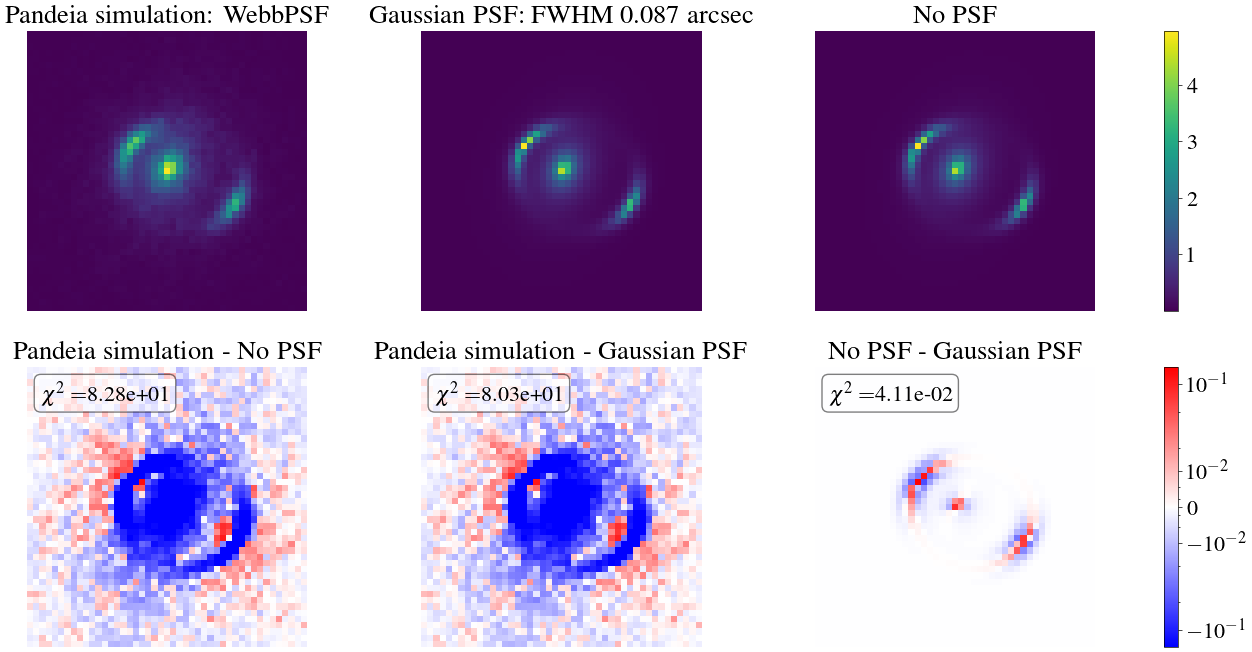 Pandeia simulation: WebbPSF
Gaussian PSF: FWHM 0.087 arcsec
No PSF
4
3
2
1
Pandeia simulation - No PSF
Pandeia simulation - Gaussian PSF
No PSF - Gaussian PSF
χ² =8.28e+01
χ² =8.03e+01
χ² =4.11e-02
10⁻¹
10⁻²
0
−10⁻²
−10⁻¹